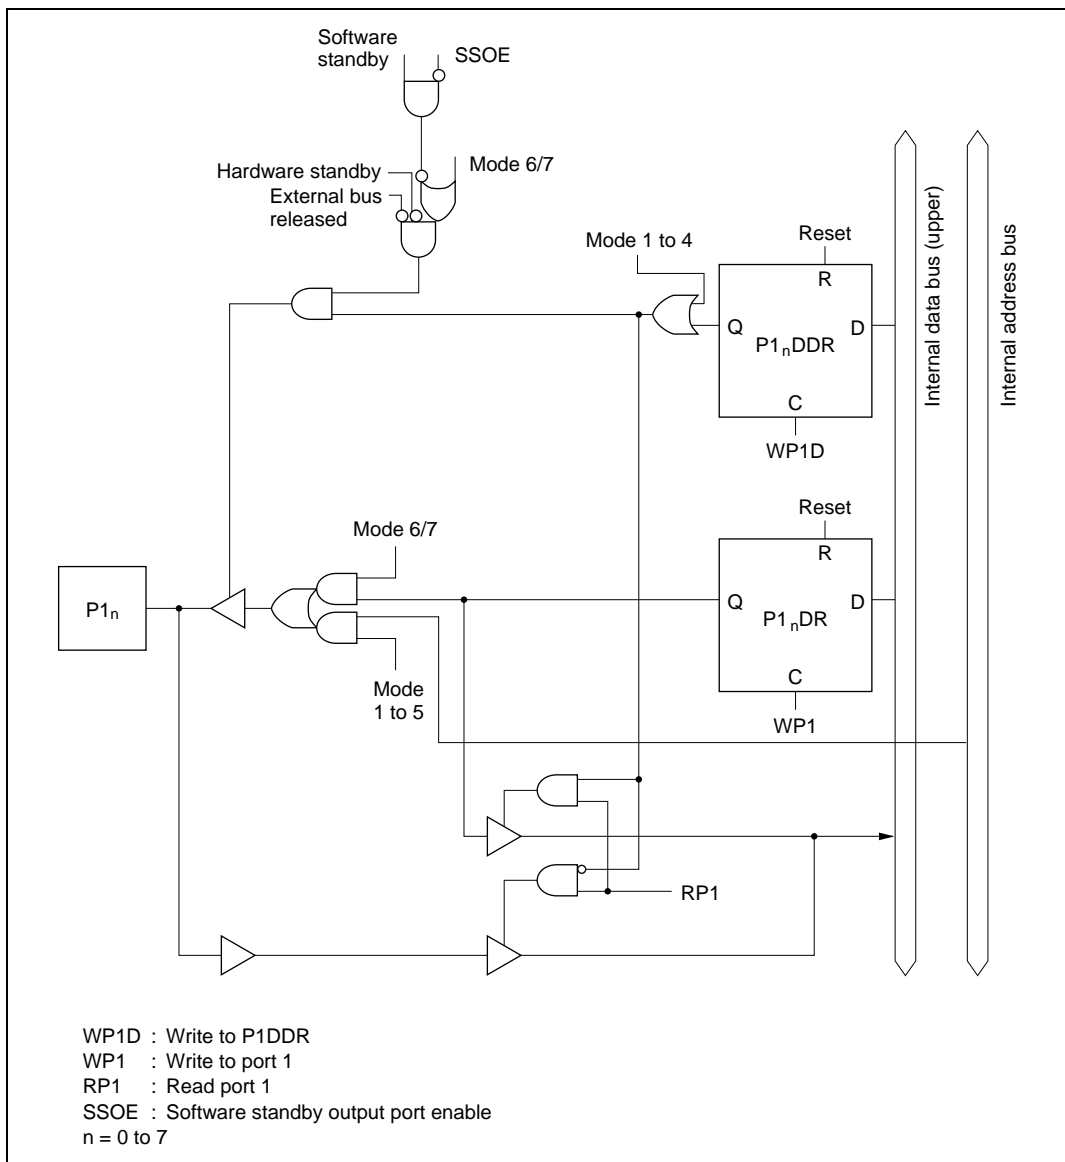 Software
standby
SSOE
Hardware standby
Mode 6/7
External bus
released
Mode 1 to 4
Reset
R
Q
D
P1nDDR
C
WP1D
Internal data bus (upper)
Internal address bus
Mode 6/7
Reset
R
P1n
Q
D
P1nDR
C
Mode
1 to 5
WP1
RP1
WP1D : Write to P1DDR
WP1 : Write to port 1
RP1 : Read port 1
SSOE : Software standby output port enable
n = 0 to 7